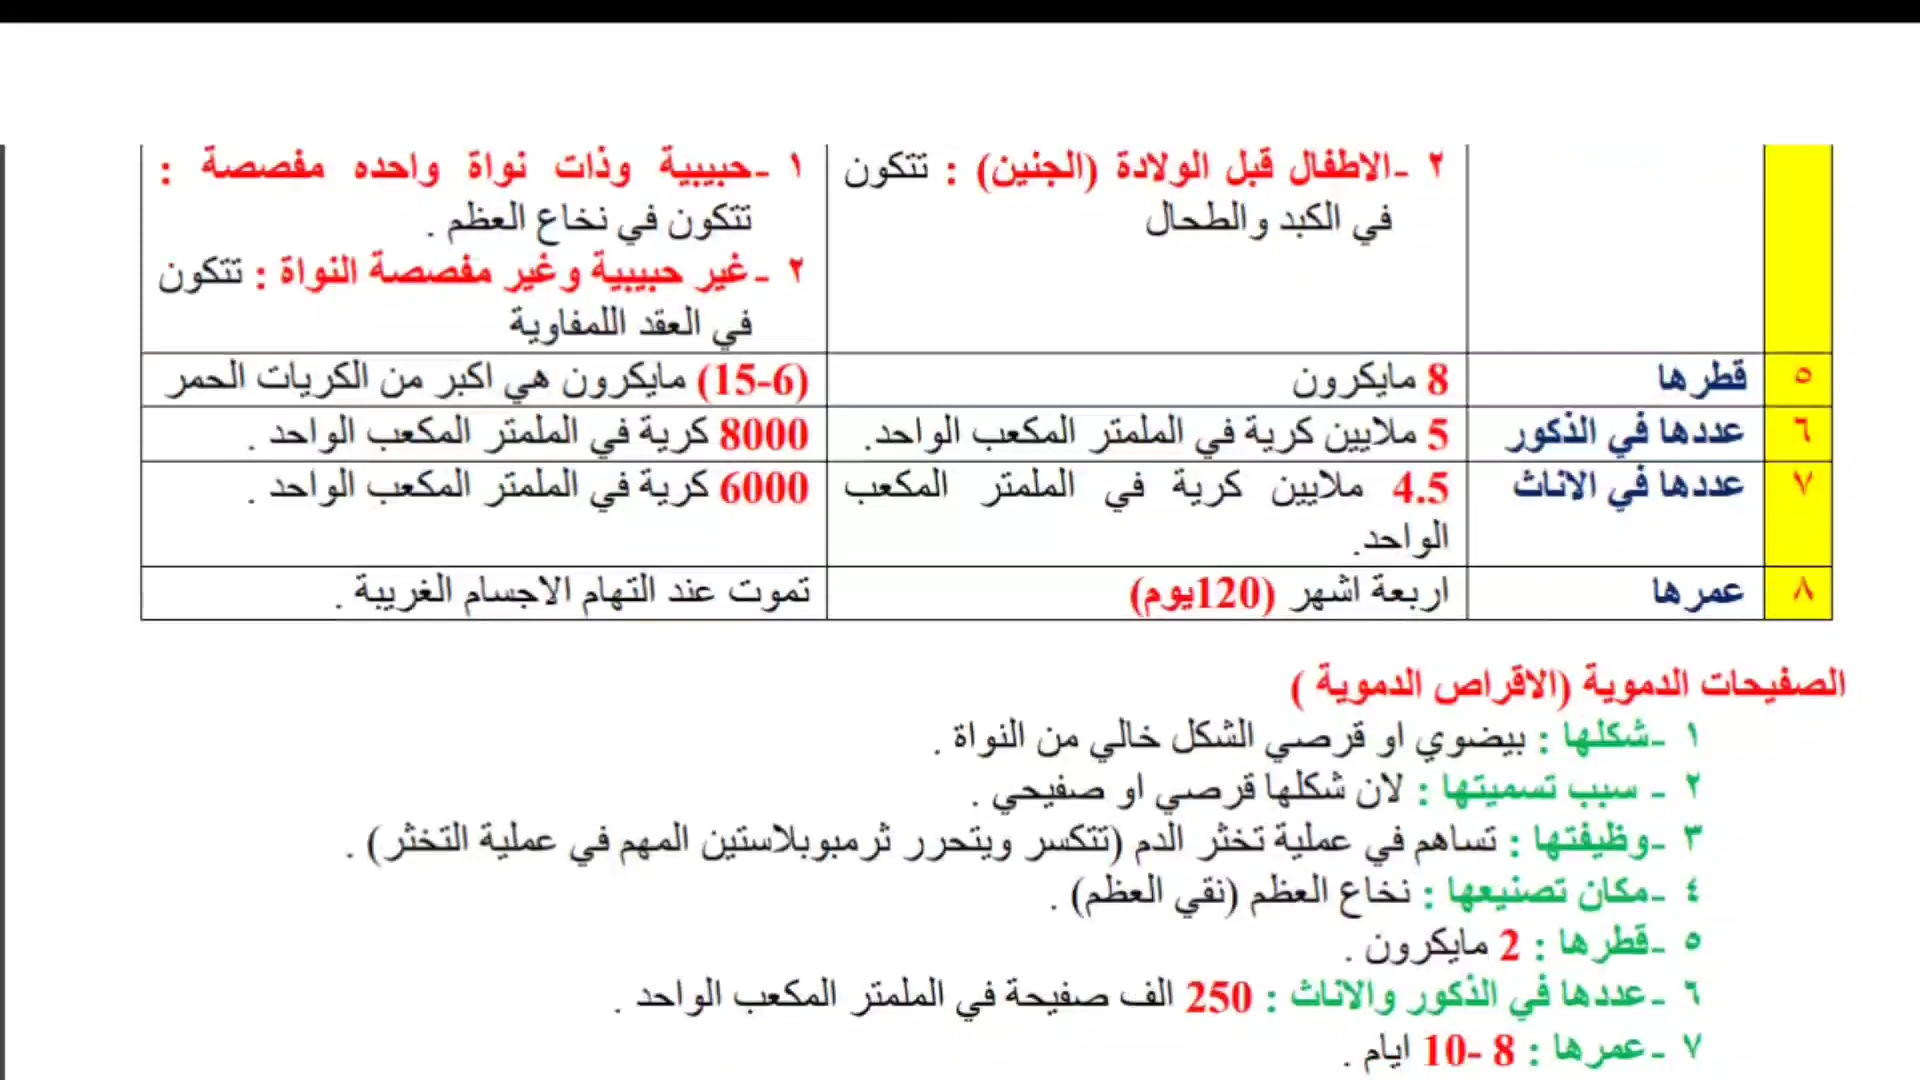 ٢ -الاطفال قبل الولادة (الجنين) : تتكون
في الكبد والطحال
١ -حبيبية وذات نواة واحده مفصصة :
تتكون في نخاع العظم .
٢ -غير حبيبية وغير مفصصة النواة : تتكون
في العقد اللمفاوية
٥ قطرها 8 مايكرون (6-15) مايكرون هي اكبر من الكريات الحمر
٦ عددها في الذكور 5 ملايين كرية في الملمتر المكعب الواحد. 8000 كرية في الملمتر المكعب الواحد .
٧ عددها في الاناث 4.5 ملايين كرية في الملمتر المكعب
الواحد.
6000 كرية في الملمتر المكعب الواحد .
٨ عمرها اربعة اشهر (120يوم) تموت عند التهام الاجسام الغريبة .
الصفيحات الدموية (الاقراص الدموية )
١ -شكلها : بيضوي او قرصي الشكل خالي من النواة .
٢ - سبب تسميتها : لان شكلها قرصي او صفيحي .
٣ -وظيفتها : تساهم في عملية تخثر الدم (تتكسر ويتحرر ثرمبوبلاستين المهم في عملية التخثر) .
٤ -مكان تصنيعها : نخاع العظم (نقي العظم) .
٥ -قطرها : 2 مايكرون .
٦ -عددها في الذكور والاناث : 250 الف صفيحة في الملمتر المكعب الواحد .
٧ -عمرها : 8 -10 ايام .